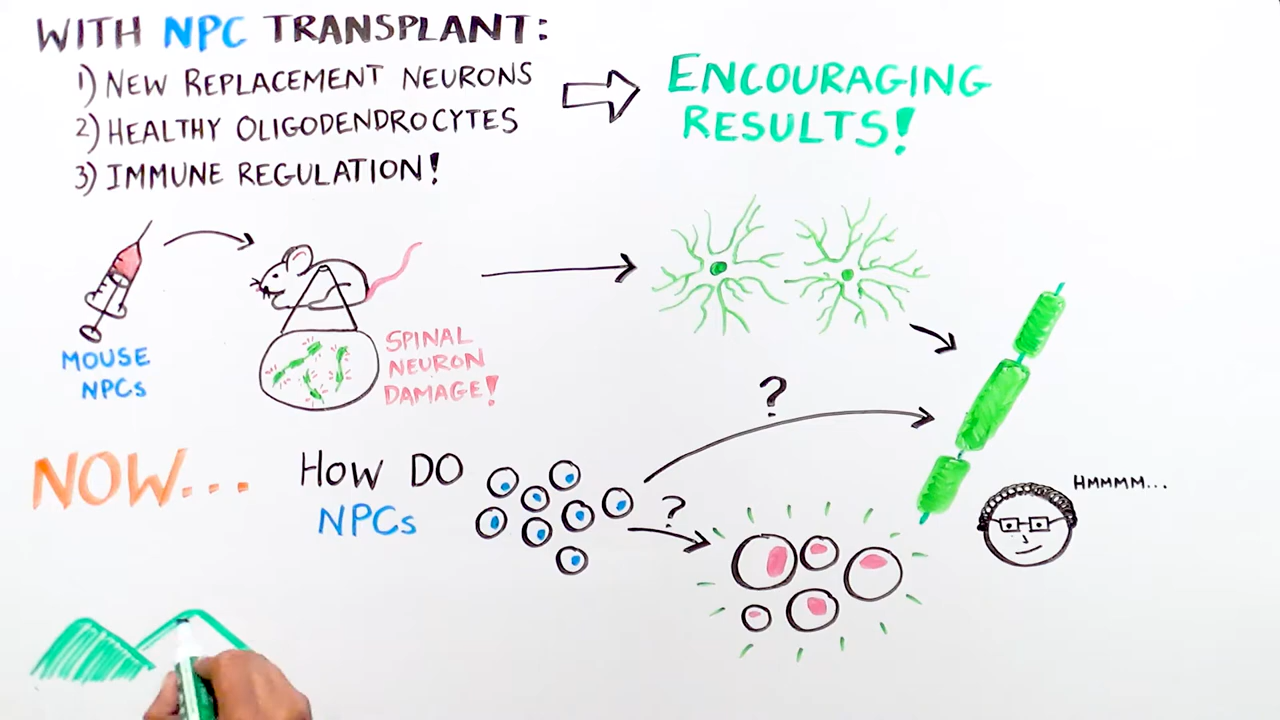 WITH NPC TRANSPLANT:
1) NEW REPLACEMENT NEURONS
2) HEALTHY OLIGODENDROCYTES
3) IMMUNE REGULATION!
ENCOURAGING
RESULTS!
MOUSE
NPCs
SPINAL
NEURON
DAMAGE!
NOW...
HOW DO
NPCs
?
?
HMMMM...